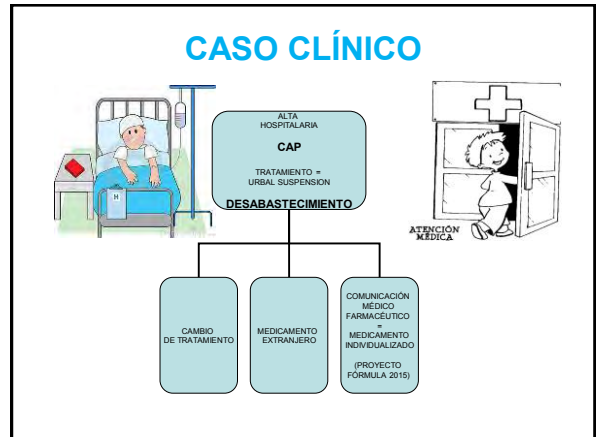 CASO CLÍNICO
ALTA
HOSPITALARIA
CAP
TRATAMIENTO =
URBAL SUSPENSION
DESABASTECIMIENTO
H
ATENCIÓN
MÉDICA
CAMBIO
DE TRATAMIENTO
MEDICAMENTO
EXTRANJERO
COMUNICACIÓN
MÉDICO
FARMACÉUTICO
=
MEDICAMENTO
INDIVIDUALIZADO
(PROYECTO
FÓRMULA 2015)